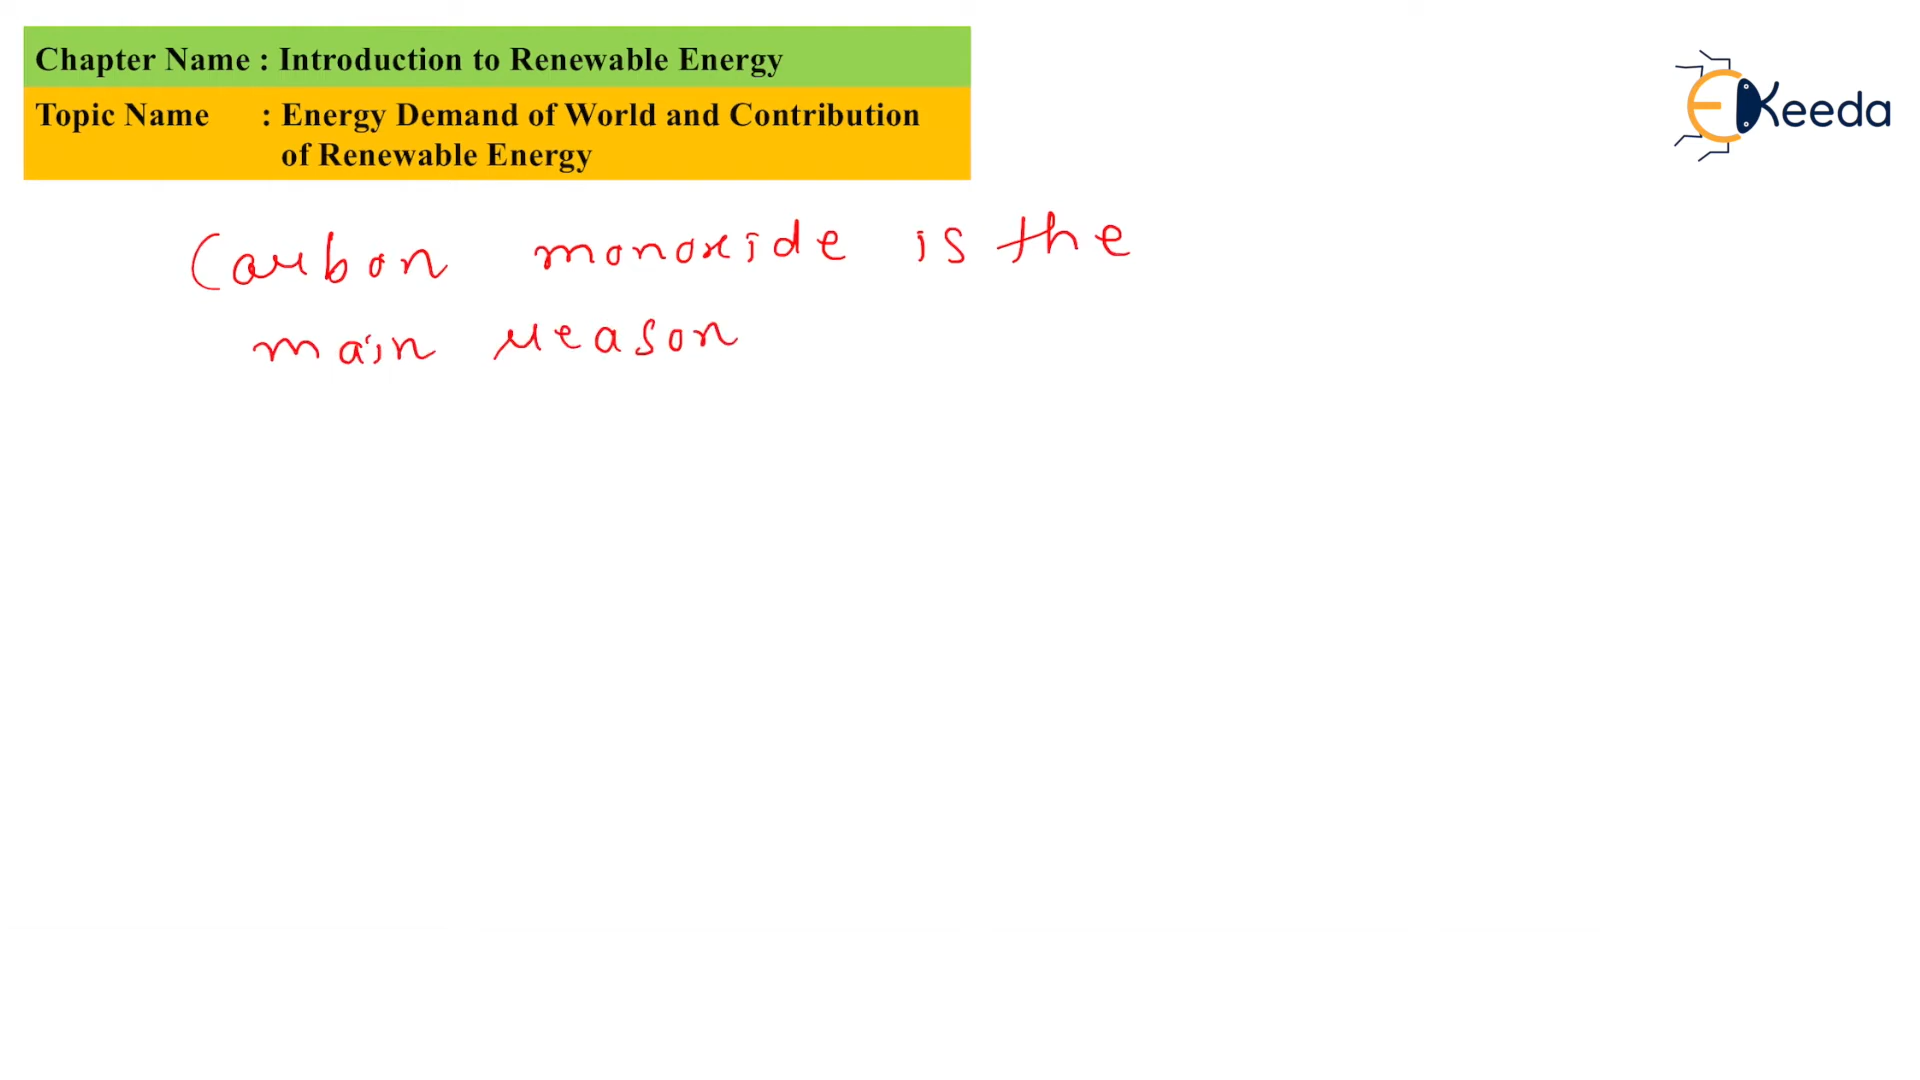 Chapter Name : Introduction to Renewable Energy
Topic Name : Energy Demand of World and Contribution
of Renewable Energy
EKeeda
Carbon monoxide is the
main reason